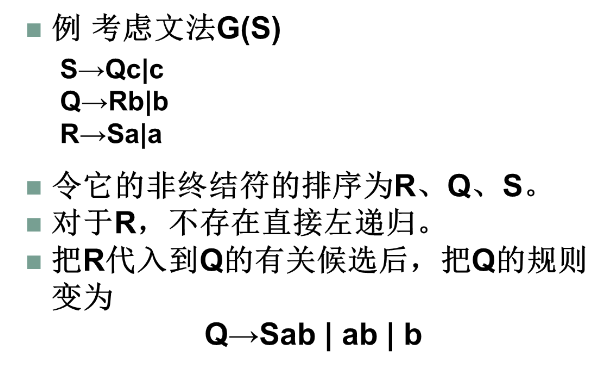 ■ 例 考虑文法G(S)
S→Qc|c
Q→Rb|b
R→Sa|a
■ 令它的非终结符的排序为R、Q、S。
■ 对于R，不存在直接左递归。
■ 把R代入到Q的有关候选后，把Q的规则
变为
Q→Sab | ab | b